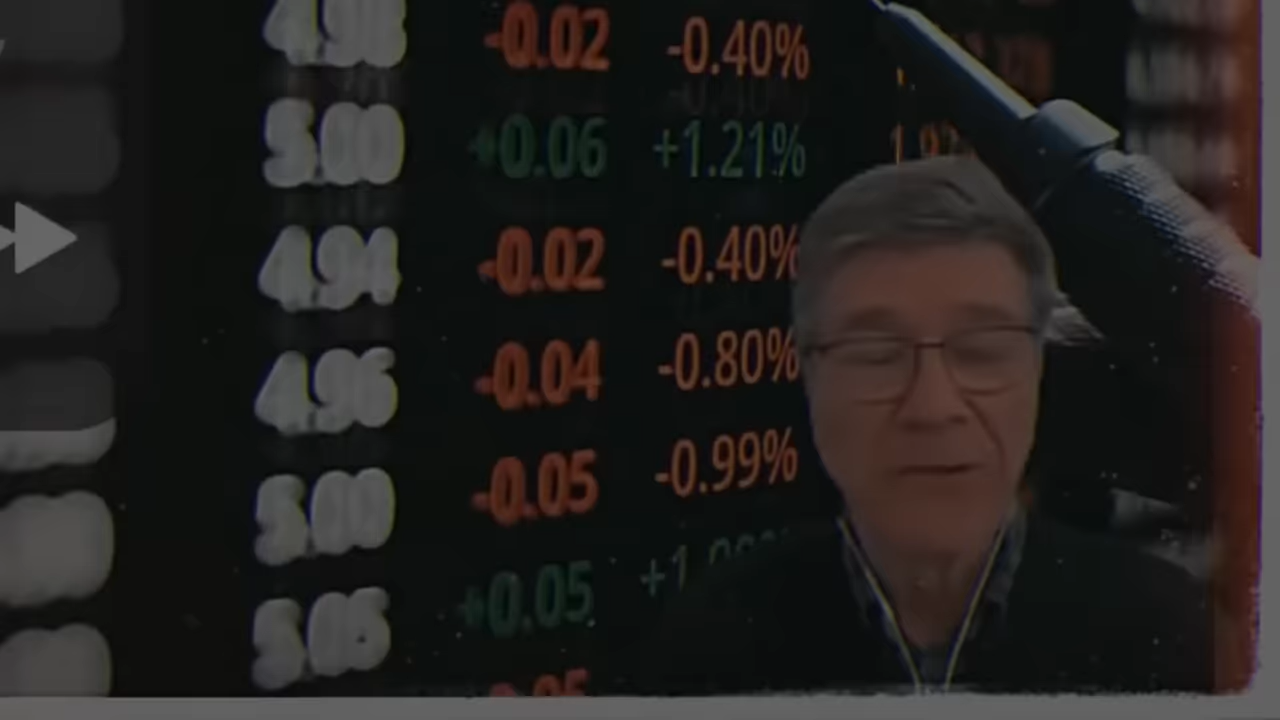 4.98 -0.02 -0.40%
5.00 +0.06 +1.21%
4.94 -0.02 -0.40%
4.96 -0.04 -0.80%
5.00 -0.05 -0.99%
5.05 +0.05